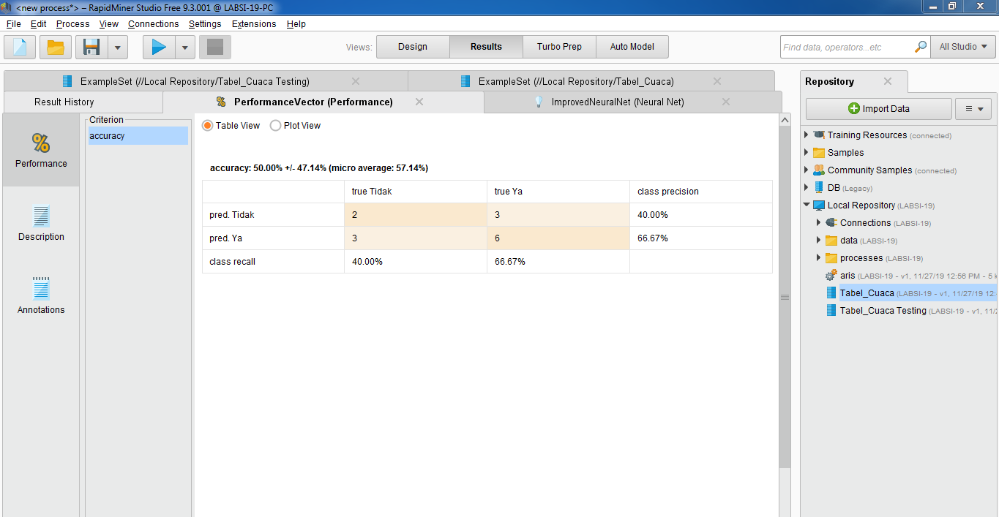 <new process*> – RapidMiner Studio Free 9.3.001 @ LABSI-19-PC
File Edit Process View Connections Settings Extensions Help
Views: Design Results Turbo Prep Auto Model Find data, operators...etc All Studio
ExampleSet (///Local Repository/Tabel_Cuaca Testing) ExampleSet (///Local Repository/Tabel_Cuaca)
Result History PerformanceVector (Performance) ImprovedNeuralNet (Neural Net)
Performance
Description
Annotations
Criterion
accuracy
Table View Plot View
accuracy: 50.00% +/- 47.14% (micro average: 57.14%)
true Tidak true Ya class precision
pred. Tidak 2 3 40.00%
pred. Ya 3 6 66.67%
class recall 40.00% 66.67%
Repository
Import Data
Training Resources (connected)
Samples
Community Samples (connected)
DB (Legacy)
Local Repository (LABSI-19)
Connections (LABSI-19)
data (LABSI-19)
processes (LABSI-19)
aris (LABSI-19 - v1, 11/27/19 12:56 PM - 5 k
Tabel_Cuaca (LABSI-19 - v1, 11/27/19 12:
Tabel_Cuaca Testing (LABSI-19 - v1, 11/2